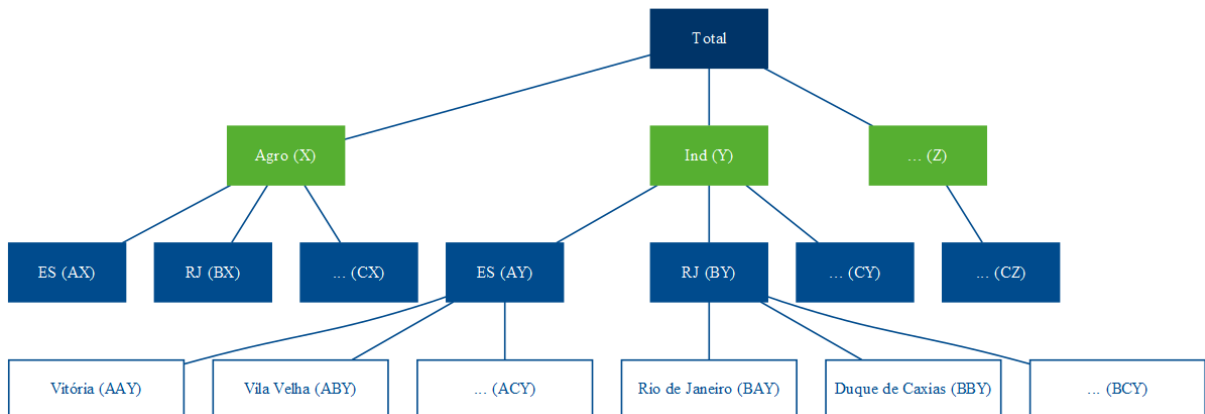 Total
Agro (X)
Ind (Y)
... (Z)
ES (AX)
RJ (BX)
... (CX)
ES (AY)
RJ (BY)
... (CY)
... (CZ)
Vitória (AAY)
Vila Velha (ABY)
... (ACY)
Rio de Janeiro (BAY)
Duque de Caxias (BBY)
... (BCY)